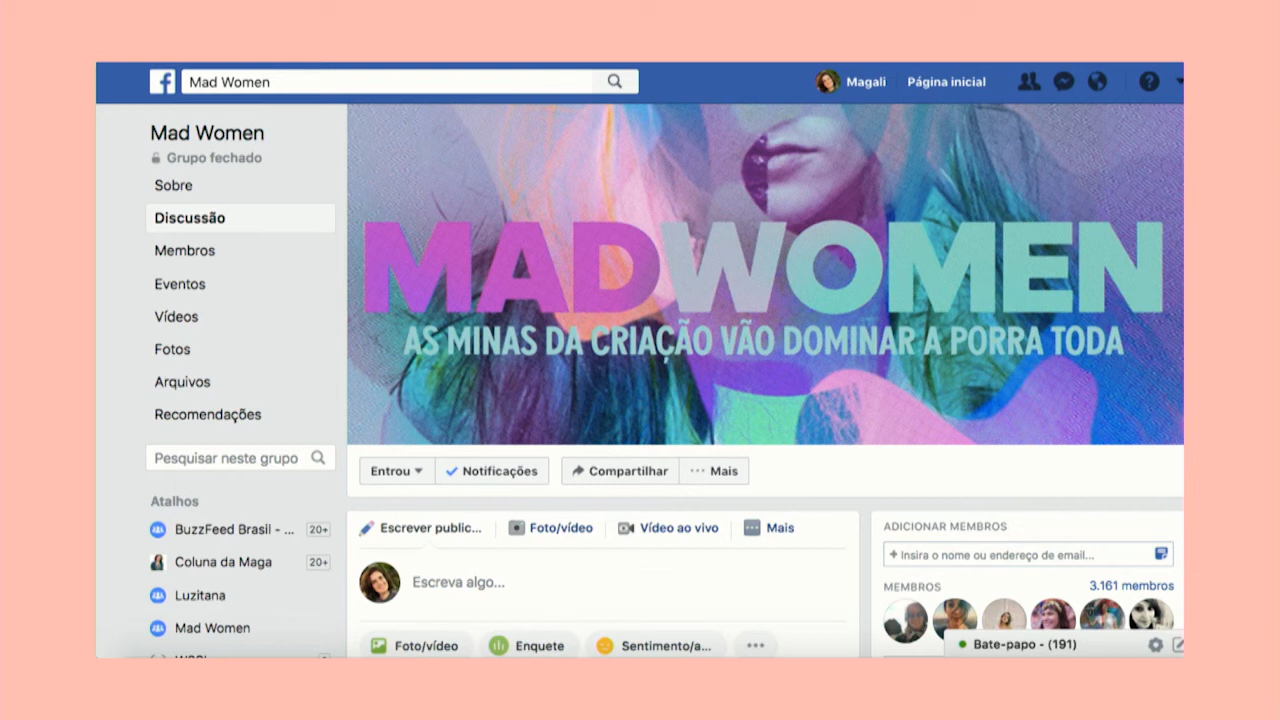 f
Mad Women
Magali
Página inicial
?
Mad Women
Grupo fechado
Sobre
Discussão
Membros
Eventos
Vídeos
Fotos
Arquivos
Recomendações
Pesquisar neste grupo
Atalhos
BuzzFeed Brasil - ... 20+
Coluna da Maga 20+
Luzitana
Mad Women
MADWOMEN
AS MINAS DA CRIAÇÃO VÃO DOMINAR A PORRA TODA
Entrou
Notificações
Compartilhar
··· Mais
Escrever public...
Foto/vídeo
Vídeo ao vivo
Mais
Escreva algo...
Foto/vídeo
Enquete
Sentimento/a...
ADICIONAR MEMBROS
+ Insira o nome ou endereço de email...
MEMBROS
3.161 membros
Bate-papo - (191)